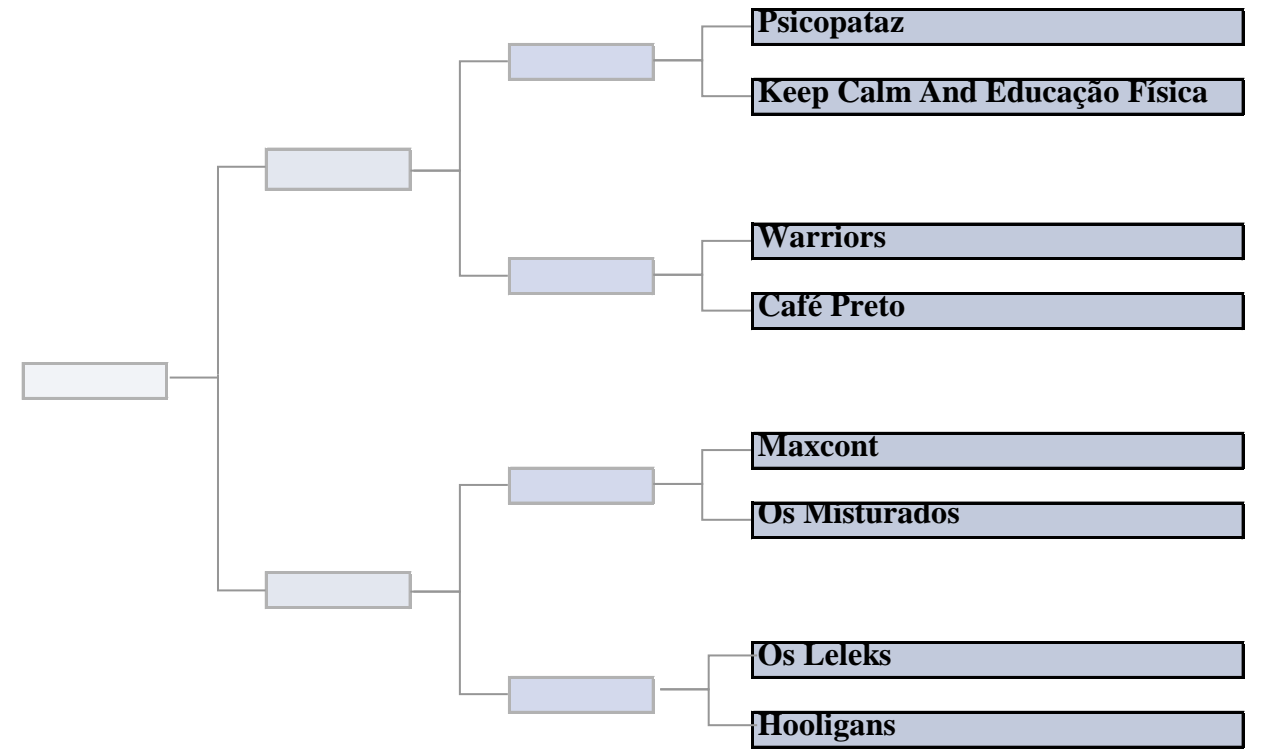 Psicopataz
Keep Calm And Educação Física
Warriors
Café Preto
Maxcont
Os Misturados
Os Leleks
Hooligans